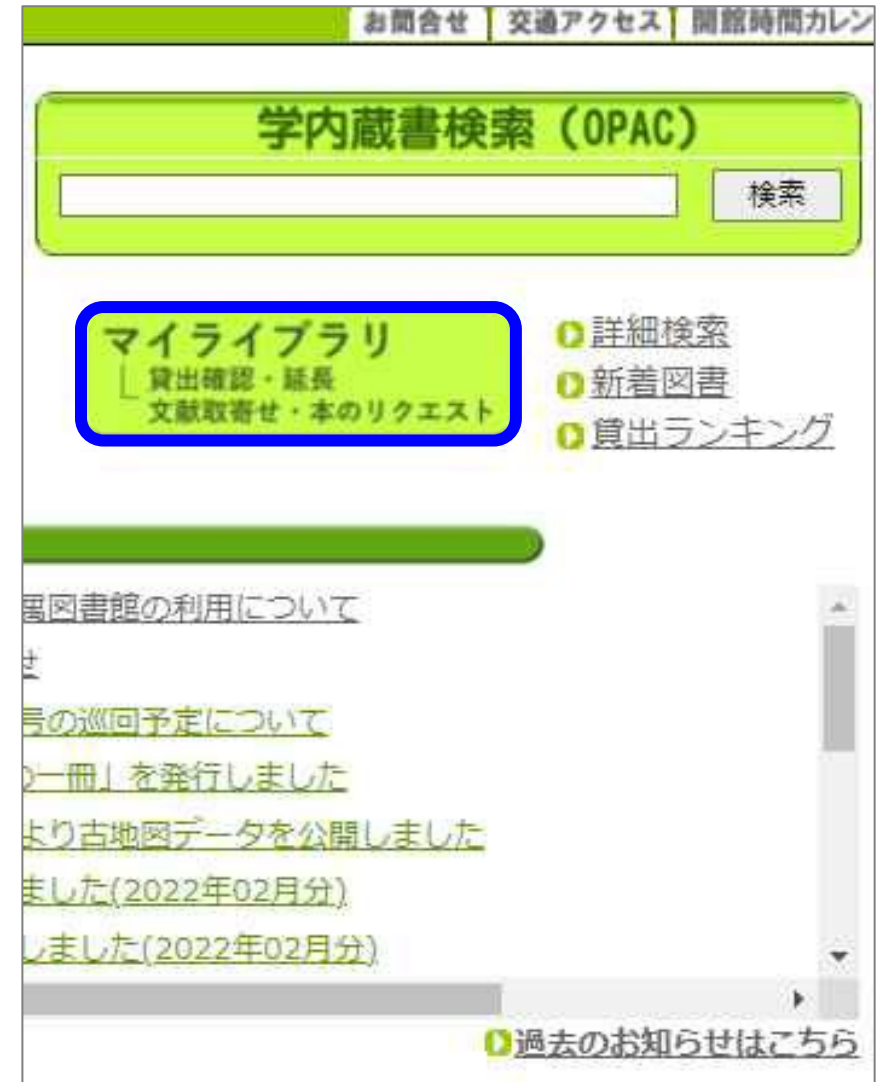 お問合せ 交通アクセス 開館時間カレン
学内蔵書検索（OPAC）
検索
マイライブラリ
貸出確認・延長
文献取寄せ・本のリクエスト
詳細検索
新着図書
貸出ランキング
属図書館の利用について
せ
号の巡回予定について
の一冊」を発行しました
より古地図データを公開しました
ました(2022年02月分)
しました(2022年02月分)
過去のお知らせはこちら